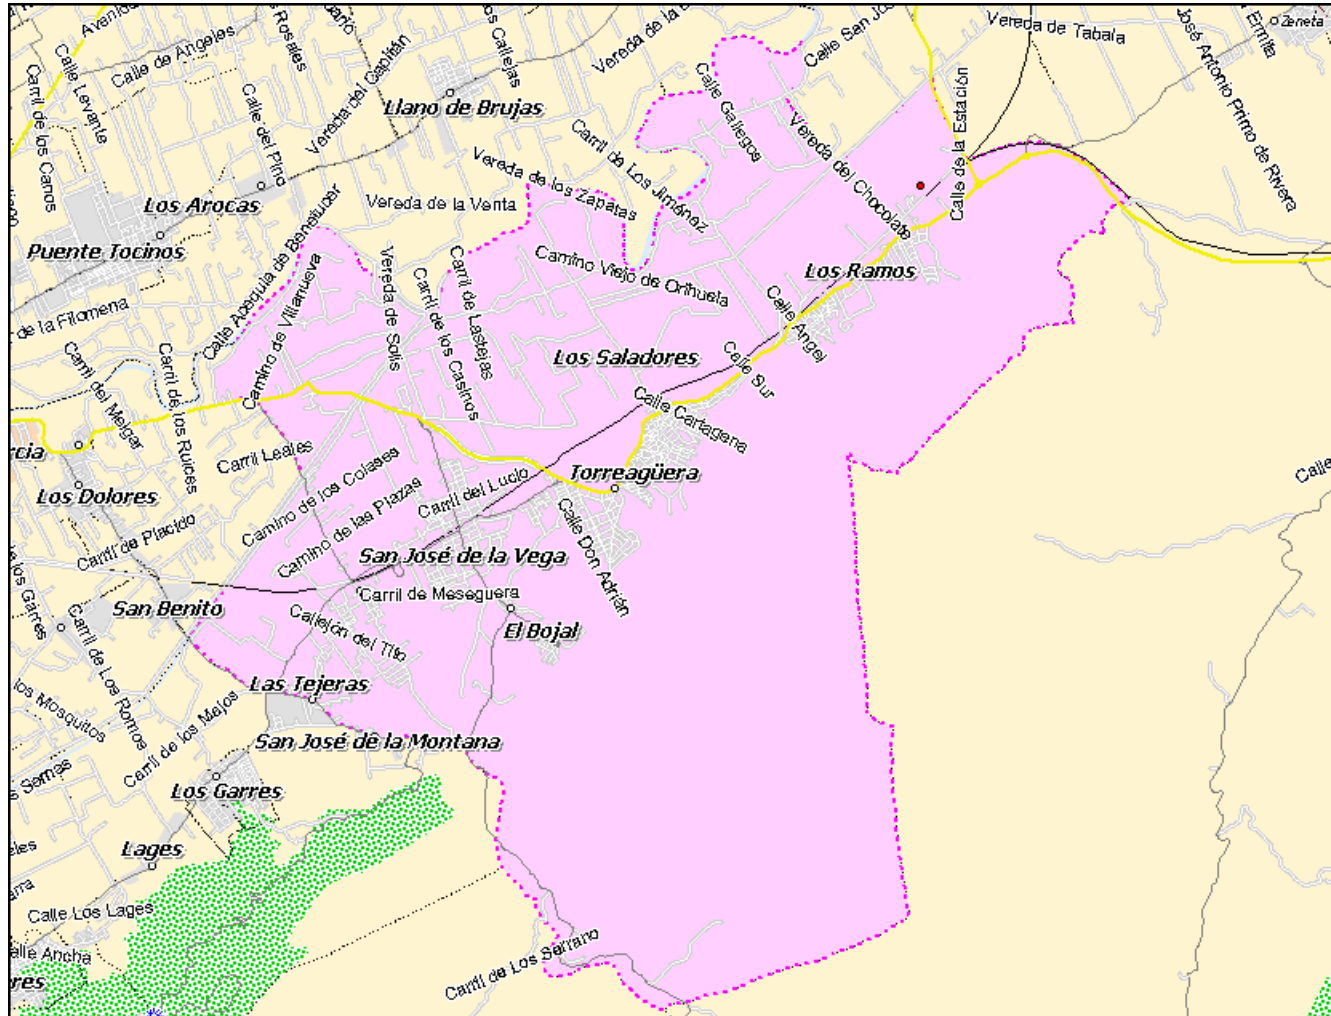 Calle de Angeles
Calle Levante
Carril de los Canos
Calle del Pino
Vereda del Capitán
Llano de Brujas
Vereda de Tabala
José Antonio Primo de Rivera
Ermita
Zeneta
Calle San José
Calle Gallegos
Calle de la Estación
Vereda del Chocolate
Carril de Los Jiménez
Vereda de los Zapatas
Vereda de la Venta
Los Arocas
Puente Tocinos
Calle Acequia de Benelucer
Camino de Villanueva
Vereda de Solis
Carril de los Casinos
Carril de Lastejas
Camino Viejo de Orihuela
Los Ramos
Calle Angel
Calle Sur
Los Saladores
Calle Cartagena
de la Filomena
Carril del Melgar
Carril de los Ruices
Carril Leales
Los Dolores
Camino de los Colases
Camino de las Plazas
Carril del Lucio
Torreagüera
Calle Don Adrián
Carril de Placido
San José de la Vega
Carril de Meseguera
San Benito
El Bojal
Callejón del Tito
Las Tejeras
Carril de Los Romos
los Mosquitos
Carril de los Majos
San José de la Montana
Los Garres
Lages
Calle Los Lages
Carril de Los Serrano